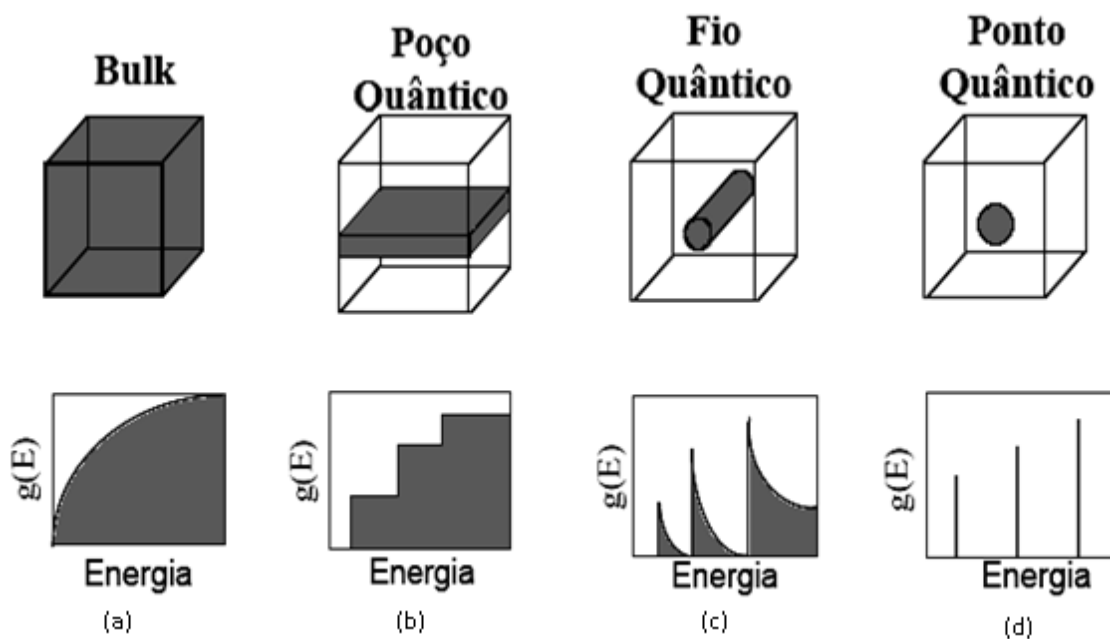 Bulk
Poço
Quântico
Fio
Quântico
Ponto
Quântico
g(E)
Energia
(a)
g(E)
Energia
(b)
g(E)
Energia
(c)
g(E)
Energia
(d)